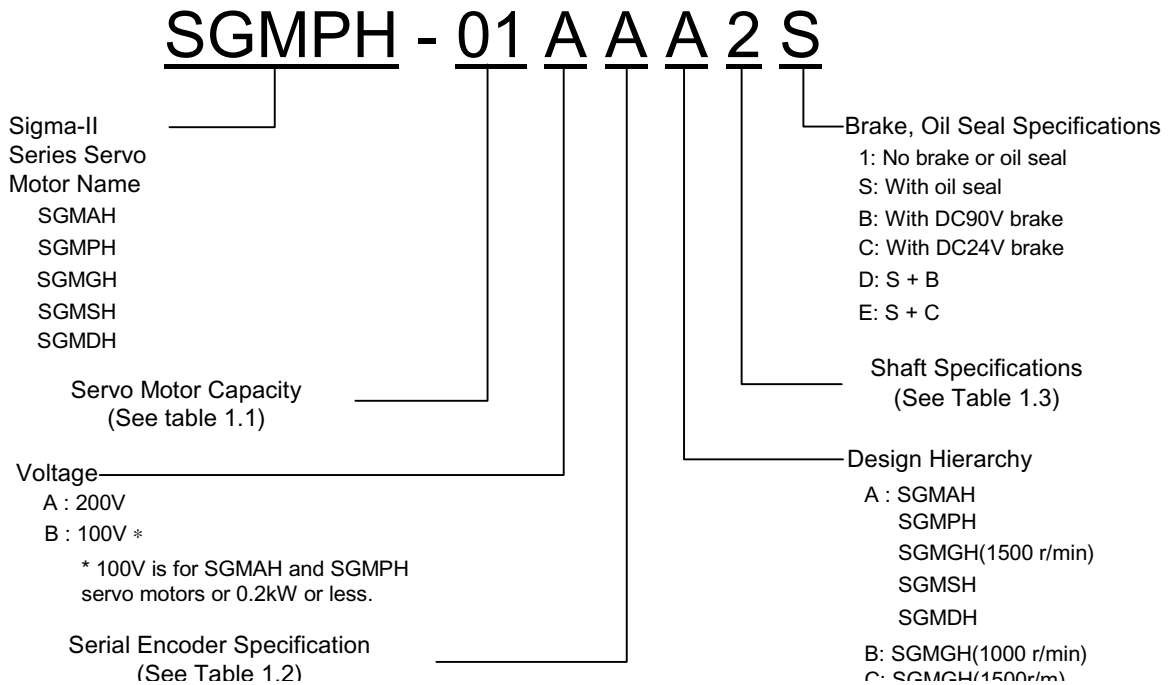 SGMPH - 01 A A A 2 S
Sigma-II
Series Servo
Motor Name
SGMAH
SGMPH
SGMGH
SGMSH
SGMDH
Servo Motor Capacity
(See table 1.1)
Voltage
A : 200V
B : 100V *
* 100V is for SGMAH and SGMPH
servo motors or 0.2kW or less.
Serial Encoder Specification
(See Table 1.2)
Brake, Oil Seal Specifications
1: No brake or oil seal
S: With oil seal
B: With DC90V brake
C: With DC24V brake
D: S + B
E: S + C
Shaft Specifications
(See Table 1.3)
Design Hierarchy
A : SGMAH
SGMPH
SGMGH(1500 r/min)
SGMSH
SGMDH
B: SGMGH(1000 r/min)
C: SGMGH(1500r/m)